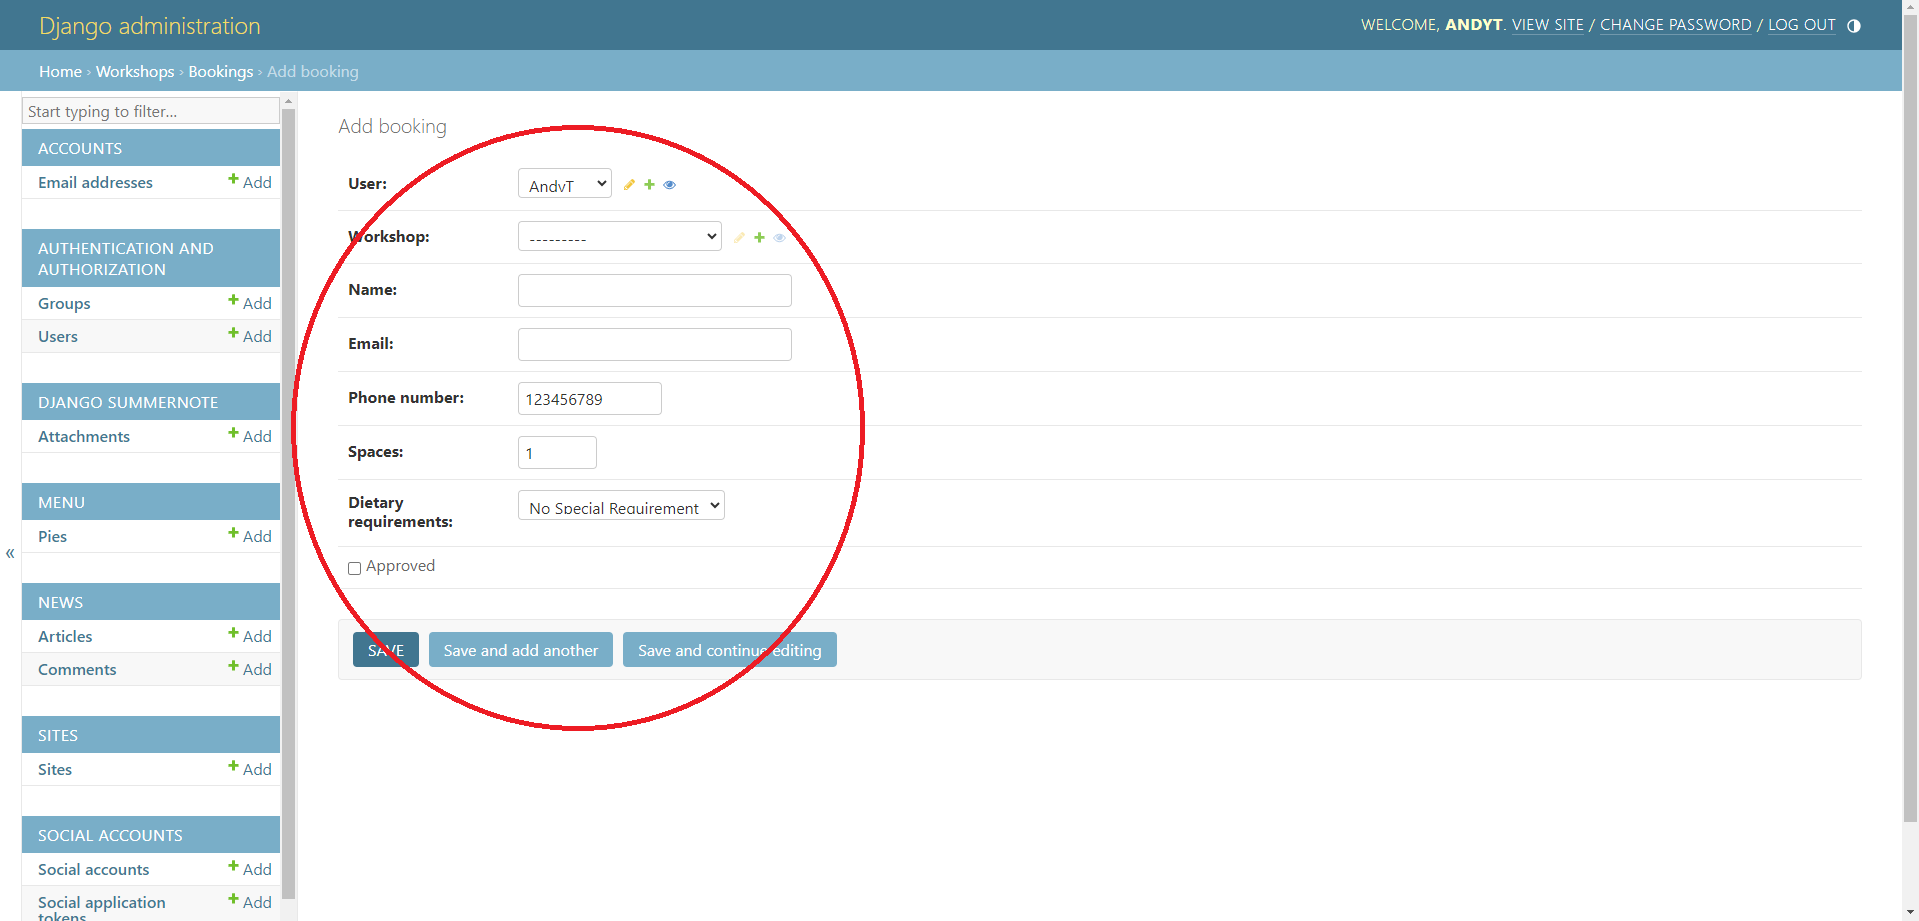 Django administration
WELCOME, ANDYT. VIEW SITE / CHANGE PASSWORD / LOG OUT
Home › Workshops › Bookings › Add booking
Start typing to filter...
ACCOUNTS
Email addresses + Add
AUTHENTICATION AND
AUTHORIZATION
Groups + Add
Users + Add
DJANGO SUMMERNOTE
Attachments + Add
MENU
Pies + Add
«
NEWS
Articles + Add
Comments + Add
SITES
Sites + Add
SOCIAL ACCOUNTS
Social accounts + Add
Social application + Add
tokens
Add booking
User: AndyT
Workshop: ---------
Name:
Email:
Phone number: 123456789
Spaces: 1
Dietary
requirements:
No Special Requirement
Approved
SAVE Save and add another Save and continue editing